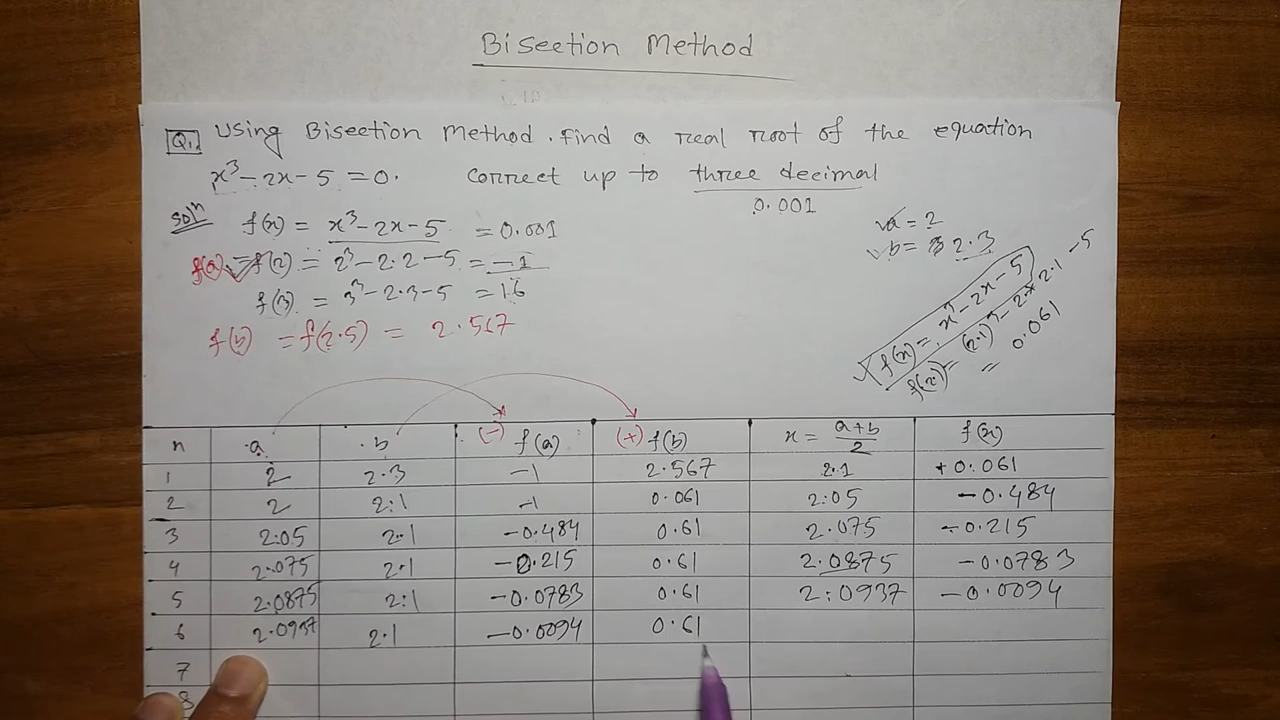 Bisection Method
Q1. Using Bisection Method. Find a real root of the equation
x³-2x-5 = 0. Correct up to three decimal
0.001
Solⁿ f(x) = x³-2x-5 = 0.001
f(a) = f(2) = 2³-2·2-5 = -1
f(3) = 3³-2·3-5 = 16
f(b) = f(2.5) = 2.567
a = 2
b = 3 2.3
f(x) = x³-2x-5
f(x) = (2.1)³-2×2.1-5
= 0.061
n a b (-) f(a) (+) f(b) x = a+b/2 f(x)
1 2 2.3 -1 2.567 2.1 +0.061
2 2 2.1 -1 0.061 2.05 -0.484
3 2.05 2.1 -0.484 0.61 2.075 -0.215
4 2.075 2.1 -0.215 0.61 2.0875 -0.0783
5 2.0875 2.1 -0.0783 0.61 2.0937 -0.0094
6 2.0937 2.1 -0.0094 0.61
7
8